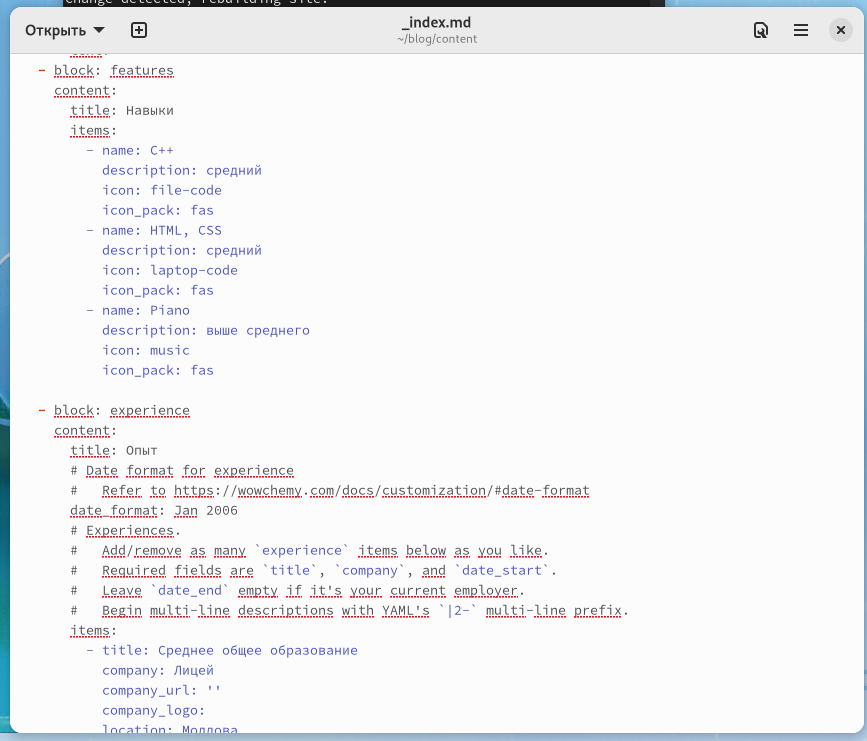 change detected, rebuilding site.
Открыть
_index.md
~/blog/content
- block: features
content:
title: Навыки
items:
- name: C++
description: средний
icon: file-code
icon_pack: fas
- name: HTML, CSS
description: средний
icon: laptop-code
icon_pack: fas
- name: Piano
description: выше среднего
icon: music
icon_pack: fas
- block: experience
content:
title: Опыт
# Date format for experience
#   Refer to https://wowchemy.com/docs/customization/#date-format
date_format: Jan 2006
# Experiences.
#   Add/remove as many `experience` items below as you like.
#   Required fields are `title`, `company`, and `date_start`.
#   Leave `date_end` empty if it's your current employer.
#   Begin multi-line descriptions with YAML's `|2-` multi-line prefix.
items:
- title: Среднее общее образование
company: Лицей
company_url: ''
company_logo:
location: Молдова